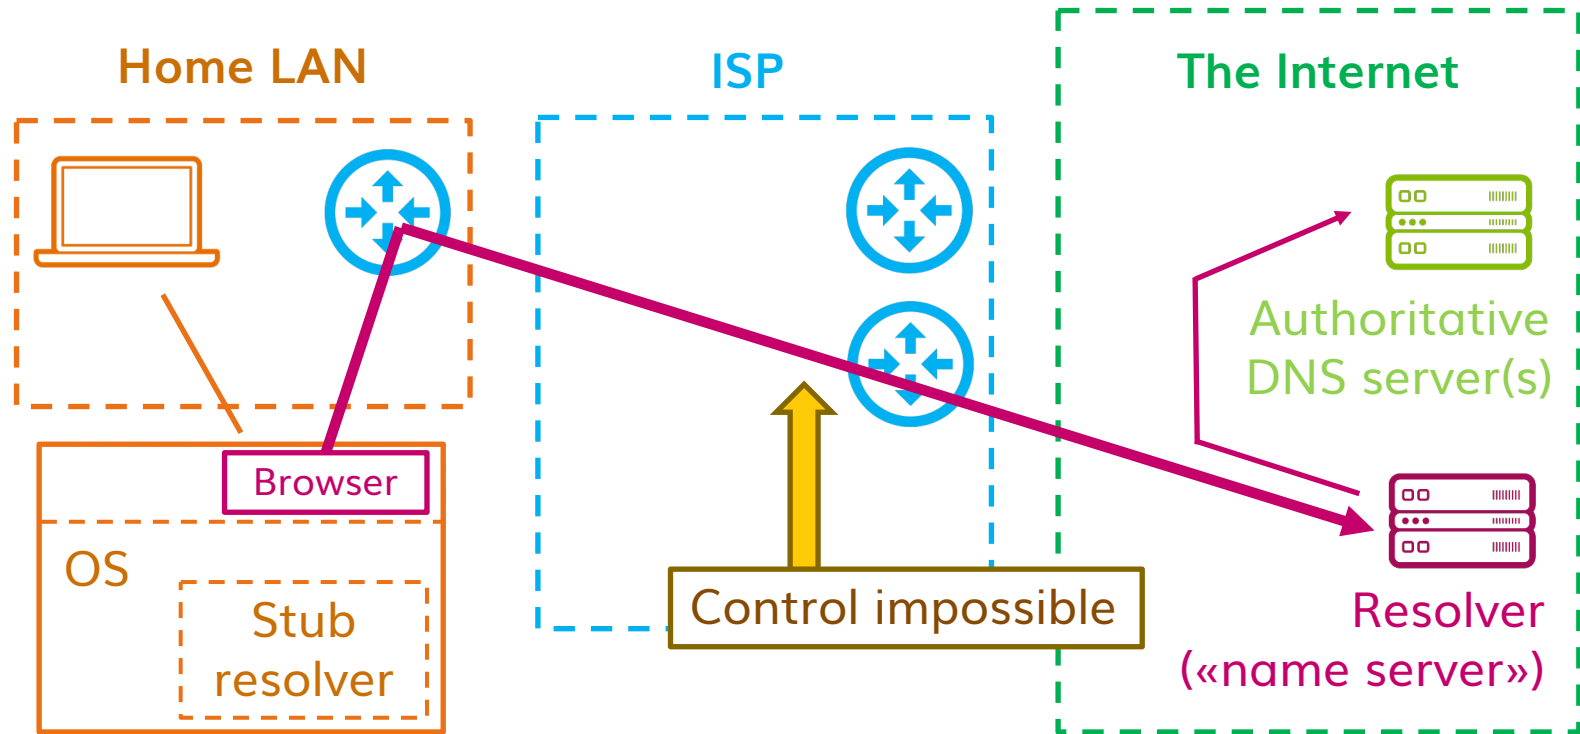 Home LAN
ISP
The Internet
Authoritative
DNS server(s)
Browser
OS
Stub
resolver
Control impossible
Resolver
(«name server»)